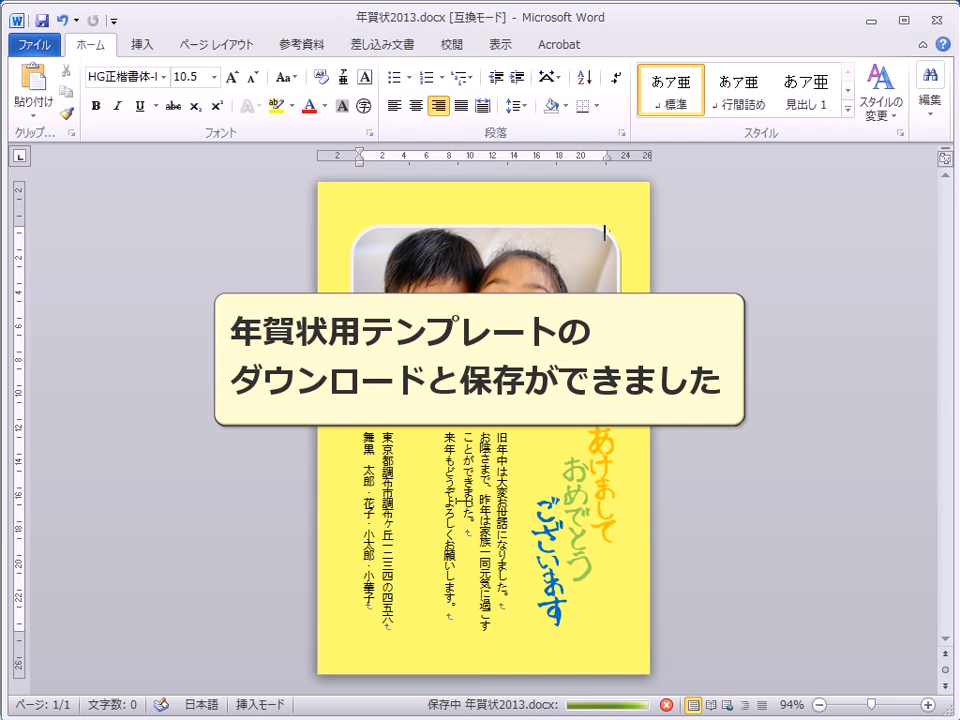 年賀状2013.docx [互換モード] - Microsoft Word
ファイル ホーム 挿入 ページ レイアウト 参考資料 差し込み文書 校閲 表示 Acrobat
HG正楷書体-I 10.5
貼り付け
クリップ...
フォント
段落
あア亜 標準
あア亜 行間詰め
あア亜 見出し 1
スタイルの変更
スタイル
編集
年賀状用テンプレートの
ダウンロードと保存ができました
あけまして
おめでとう
ございます
旧年中は大変お世話になりました。
お陰さまで、昨年は家族一同元気に過ごす
ことができました。
来年もどうぞよろしくお願いします。
東京都調布市調布ヶ丘一二三四の四五六
舞黒 太郎・花子・小太郎・小華子
ページ: 1/1 文字数: 0 日本語 挿入モード 保存中 年賀状2013.docx: 94%